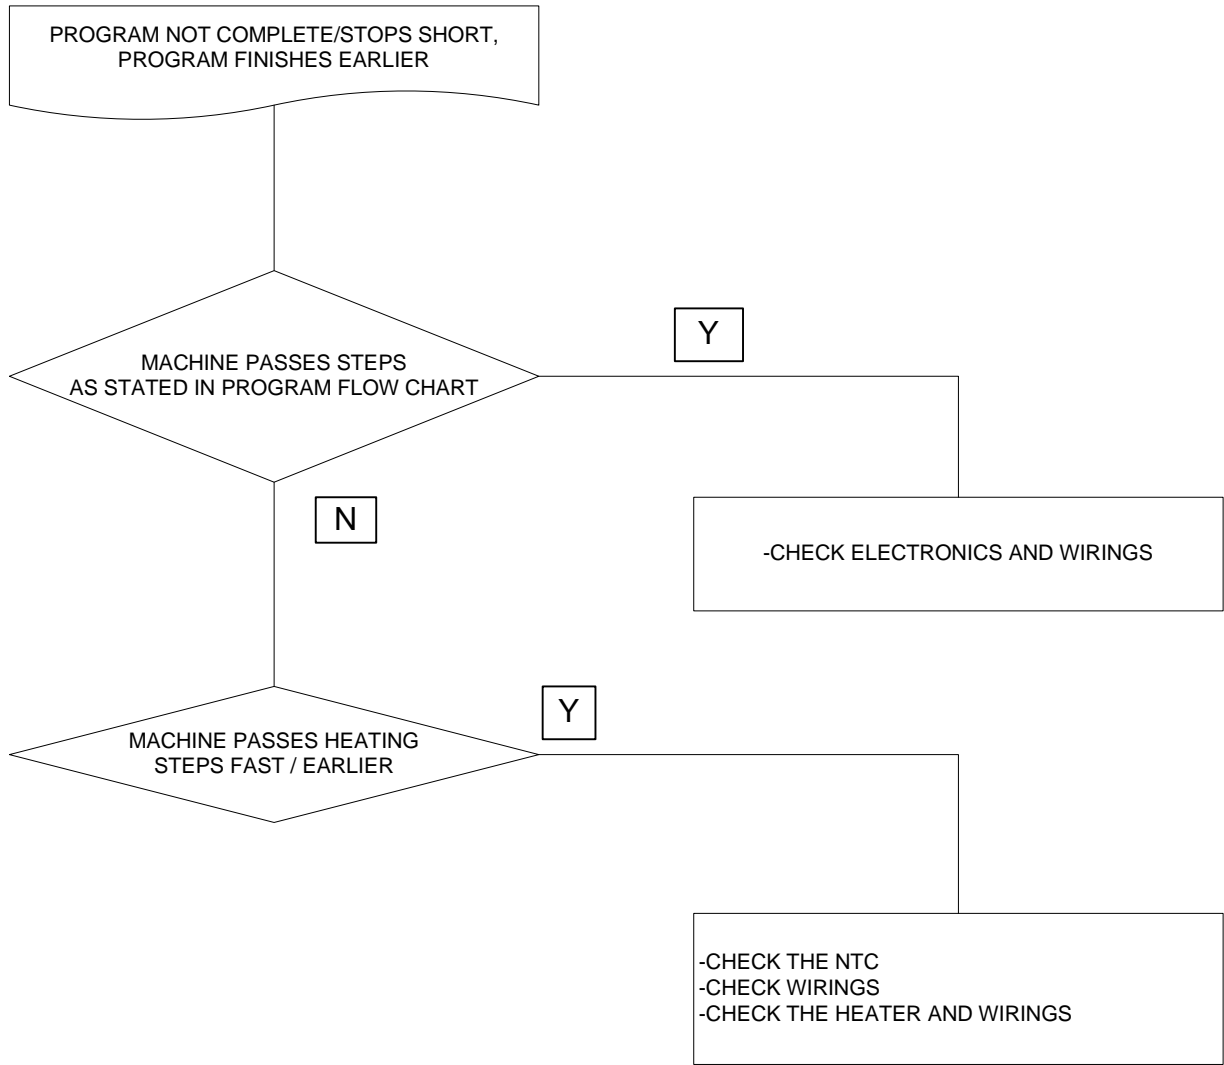 PROGRAM NOT COMPLETE/STOPS SHORT,
PROGRAM FINISHES EARLIER
MACHINE PASSES STEPS
AS STATED IN PROGRAM FLOW CHART
Y
N
-CHECK ELECTRONICS AND WIRINGS
MACHINE PASSES HEATING
STEPS FAST / EARLIER
Y
-CHECK THE NTC
-CHECK WIRINGS
-CHECK THE HEATER AND WIRINGS